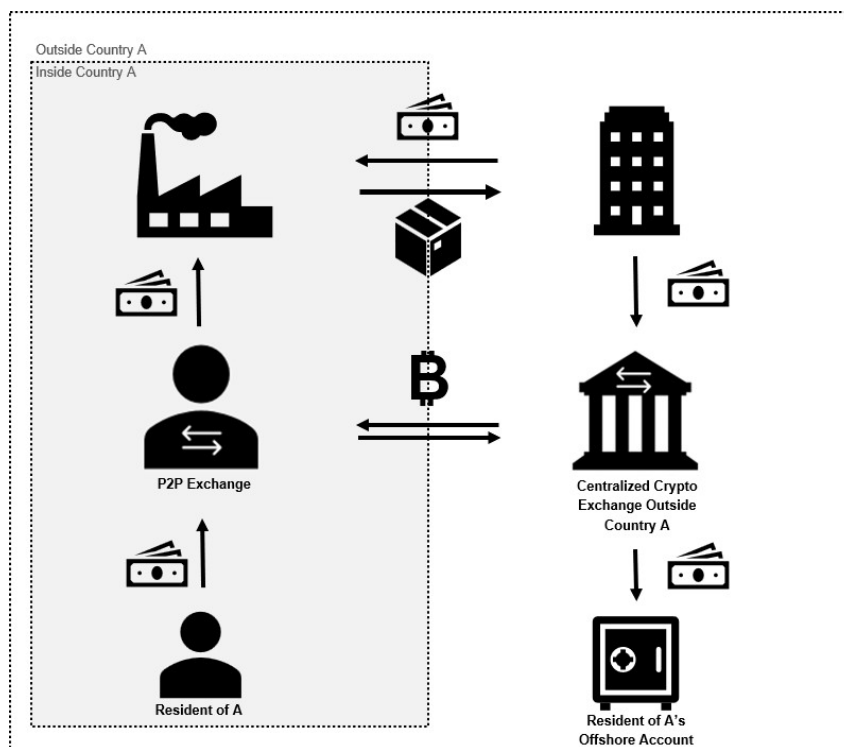 Outside Country A
Inside Country A
P2P Exchange
Centralized Crypto
Exchange Outside
Country A
Resident of A
Resident of A's
Offshore Account